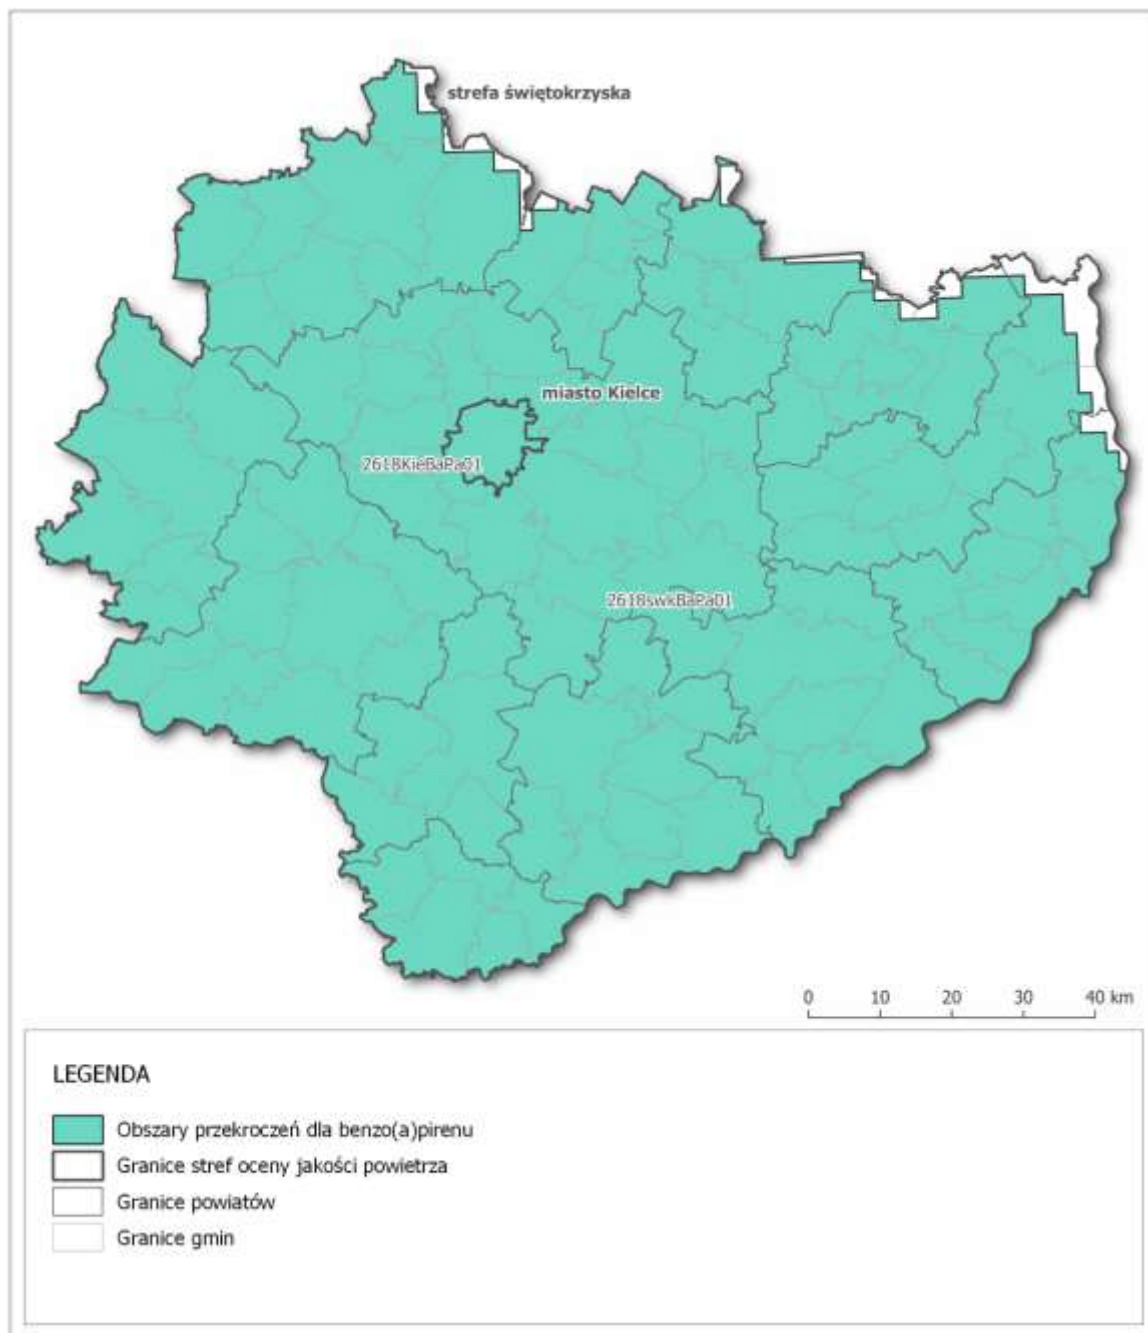 strefa świętokrzyska
miasto Kielce
2618KieBaPa01
2618swkBaPa01
0 10 20 30 40 km
LEGENDA
Obszary przekroczeń dla benzo(a)pirenu
Granice stref oceny jakości powietrza
Granice powiatów
Granice gmin